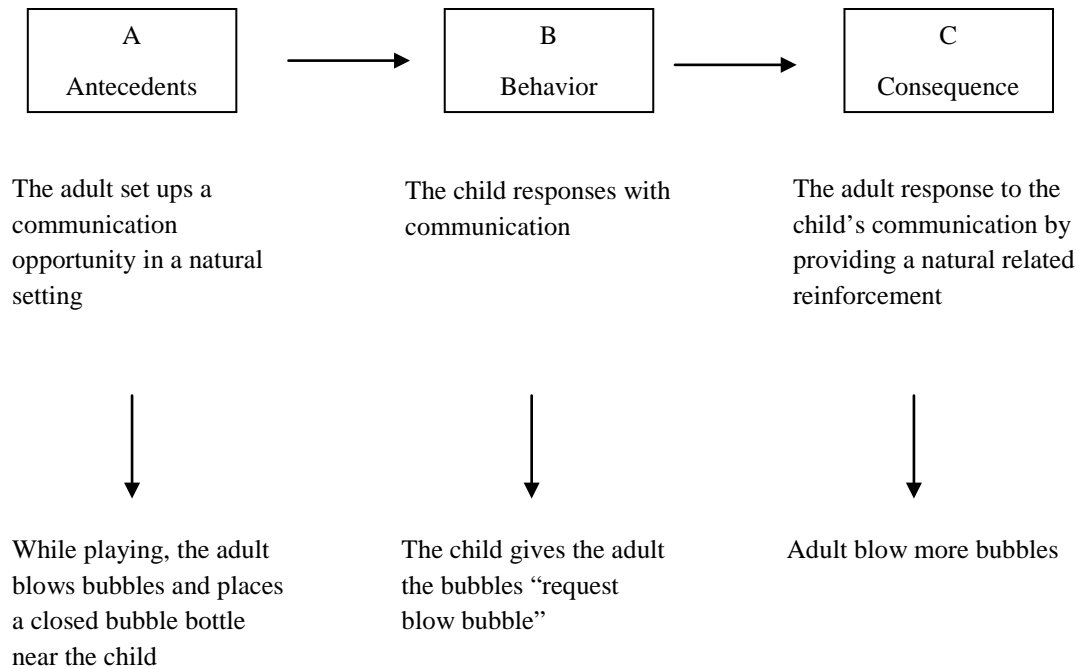 A
Antecedents
B
Behavior
C
Consequence
The adult set ups a
communication
opportunity in a natural
setting
The child responses with
communication
The adult response to the
child’s communication by
providing a natural related
reinforcement
While playing, the adult
blows bubbles and places
a closed bubble bottle
near the child
The child gives the adult
the bubbles “request
blow bubble”
Adult blow more bubbles